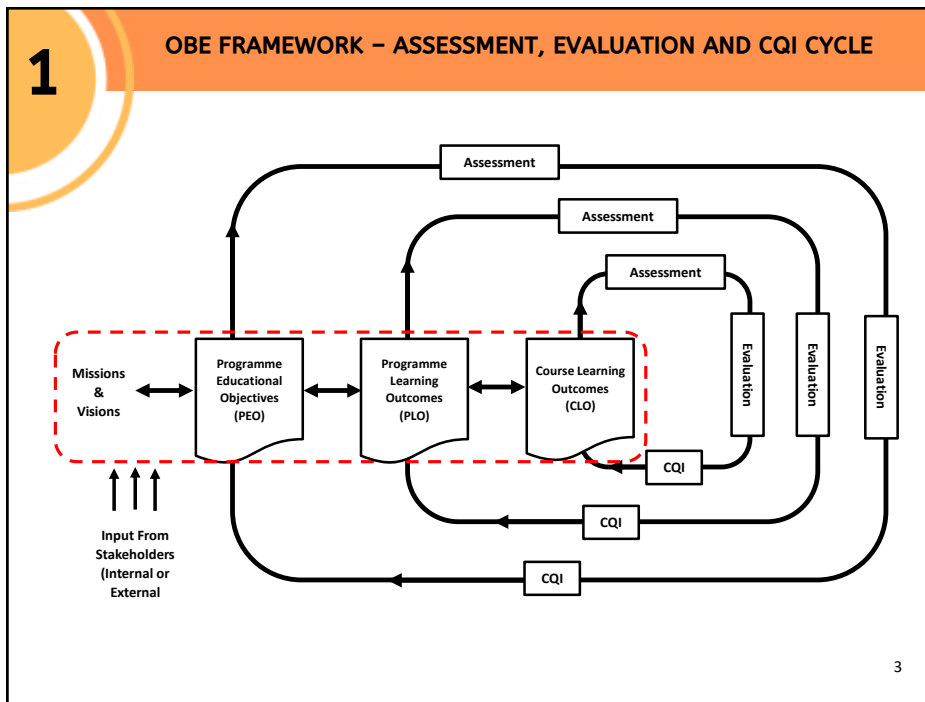 1
OBE FRAMEWORK – ASSESSMENT, EVALUATION AND CQI CYCLE
Assessment
Assessment
Assessment
Missions
&
Visions
Programme
Educational
Objectives
(PEO)
Programme
Learning
Outcomes
(PLO)
Course Learning
Outcomes
(CLO)
Evaluation
Evaluation
Evaluation
CQI
CQI
CQI
Input From
Stakeholders
(Internal or
External
3